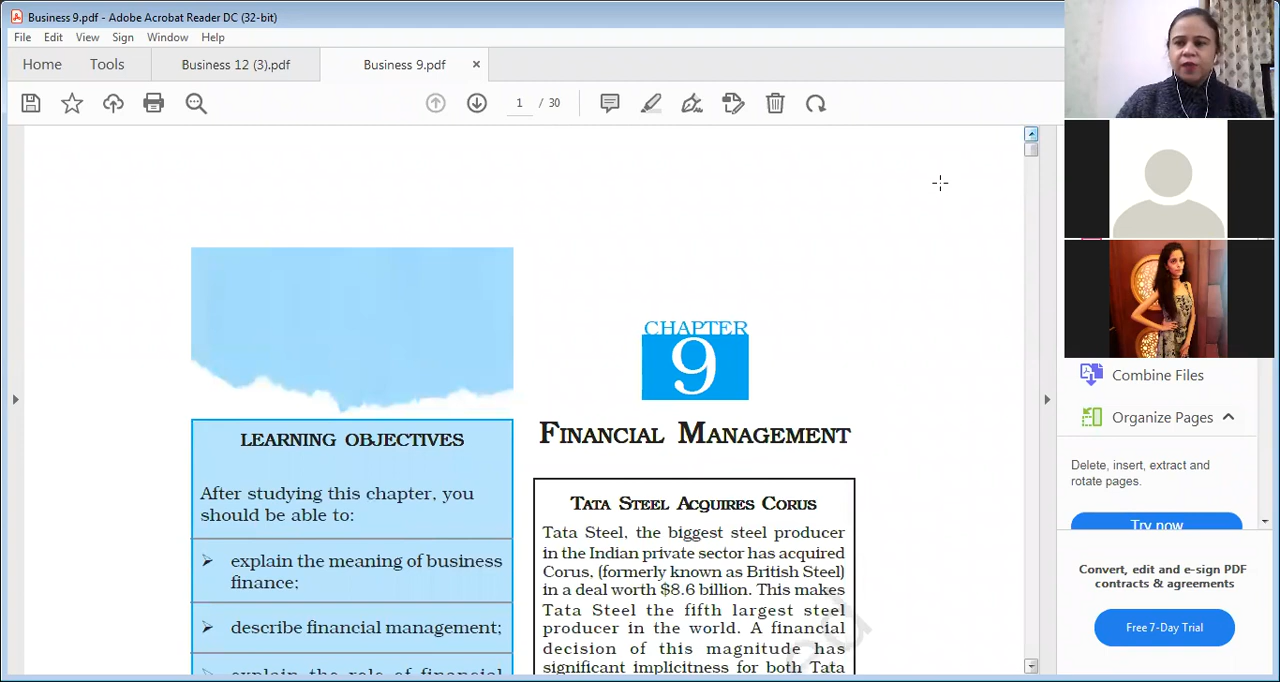 Business 9.pdf - Adobe Acrobat Reader DC (32-bit)
File Edit View Sign Window Help
Home Tools Business 12 (3).pdf Business 9.pdf ×
1 / 30
CHAPTER
9
FINANCIAL MANAGEMENT
LEARNING OBJECTIVES
After studying this chapter, you
should be able to:
explain the meaning of business
finance;
describe financial management;
explain the role of financial
TATA STEEL ACQUIRES CORUS
Tata Steel, the biggest steel producer
in the Indian private sector has acquired
Corus, (formerly known as British Steel)
in a deal worth $8.6 billion. This makes
Tata Steel the fifth largest steel
producer in the world. A financial
decision of this magnitude has
significant implicitness for both Tata
Combine Files
Organize Pages
Delete, insert, extract and
rotate pages.
Try now
Convert, edit and e-sign PDF
contracts & agreements
Free 7-Day Trial